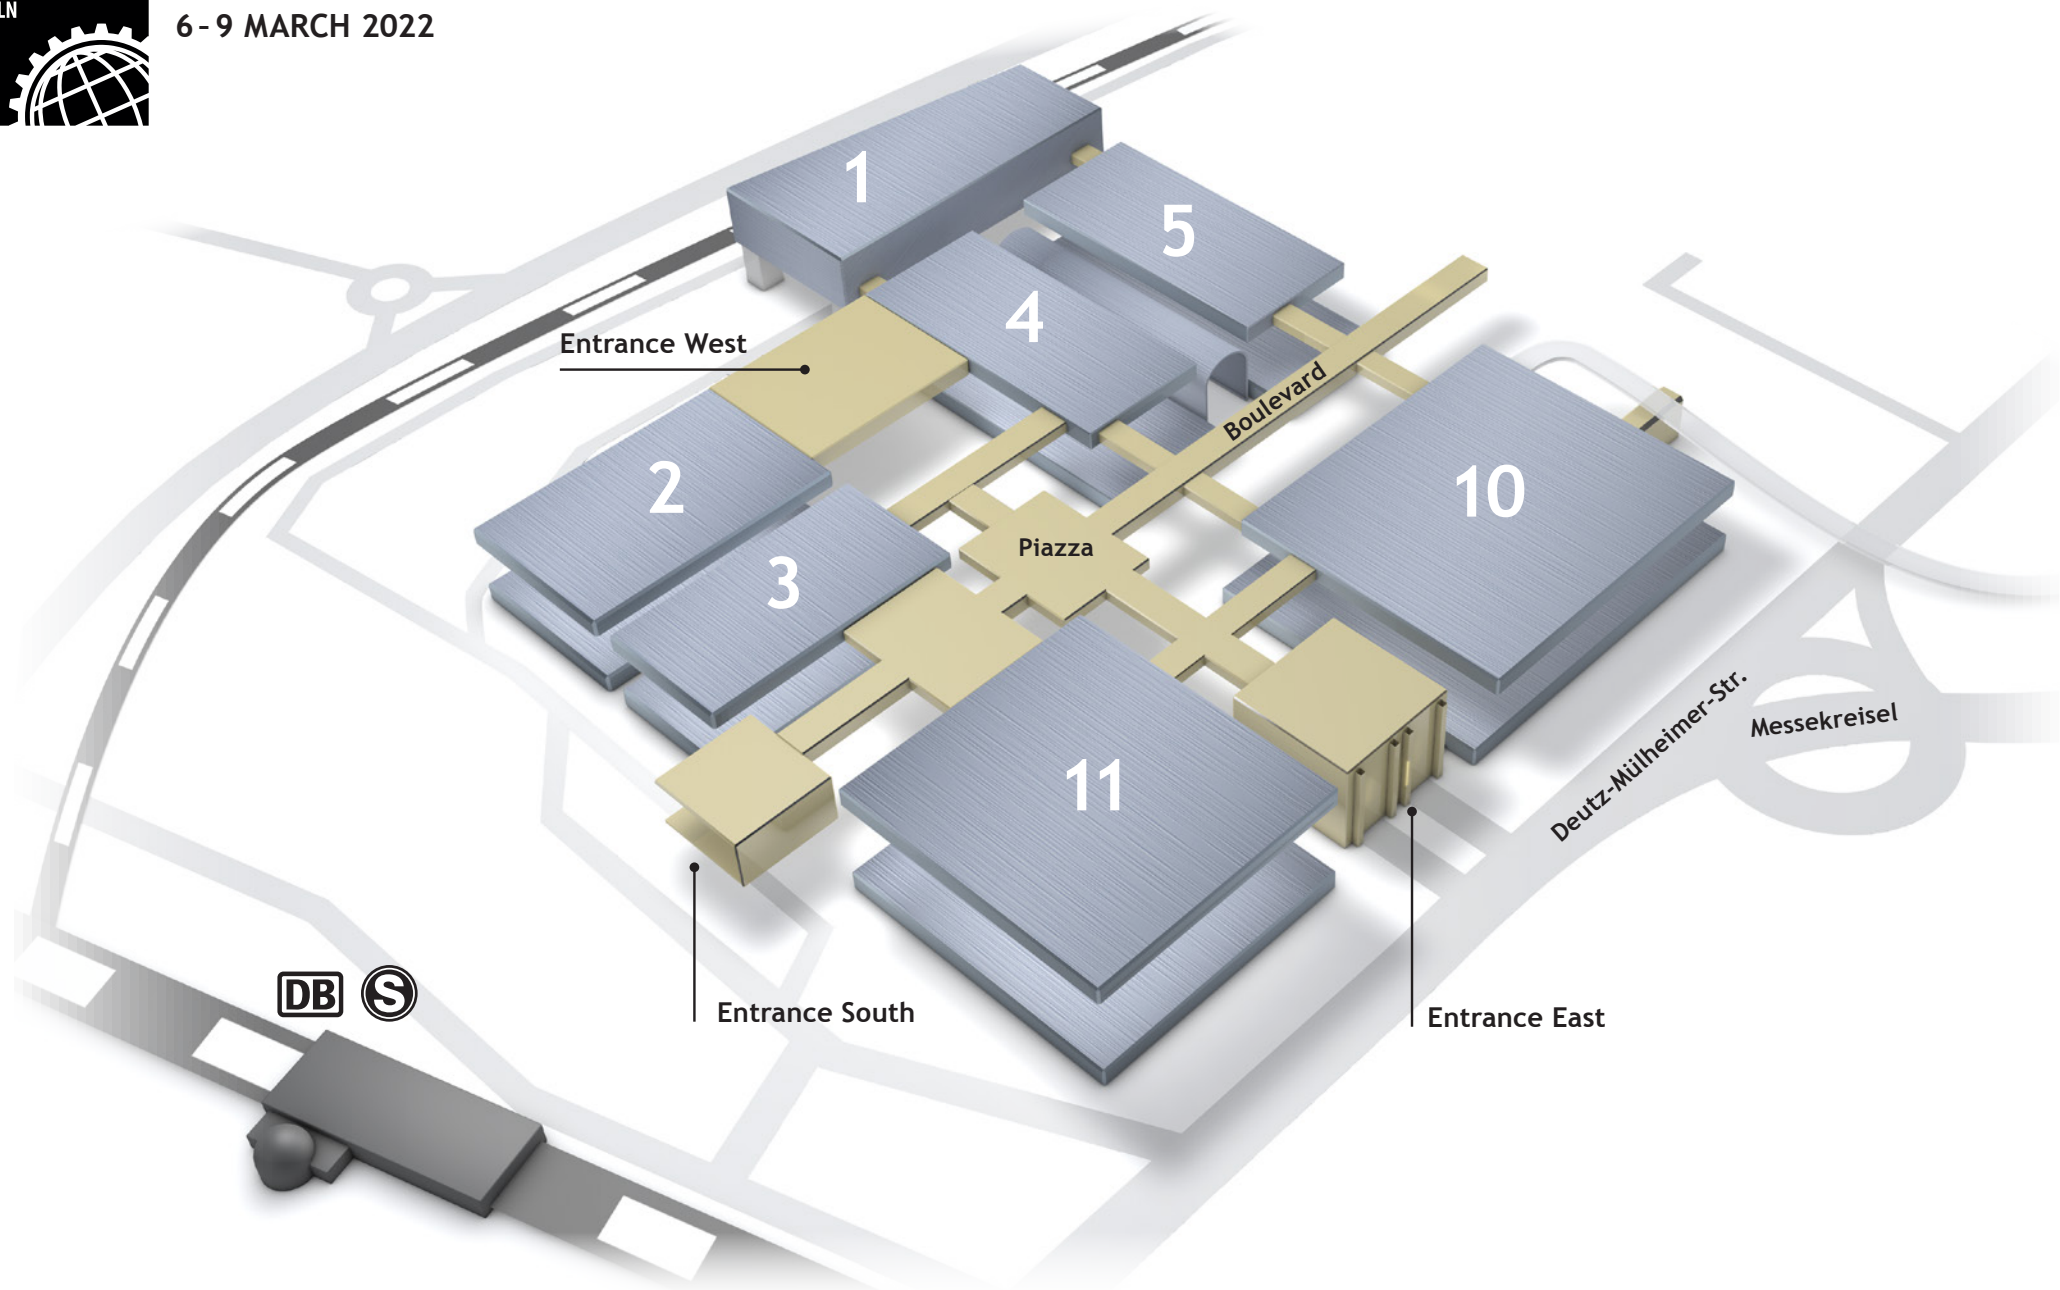 LN
6–9 MARCH 2022
1
5
4
Entrance West
Boulevard
2
10
Piazza
3
Deutz-Mülheimer-Str.
Messekreisel
11
DB S
Entrance South
Entrance East